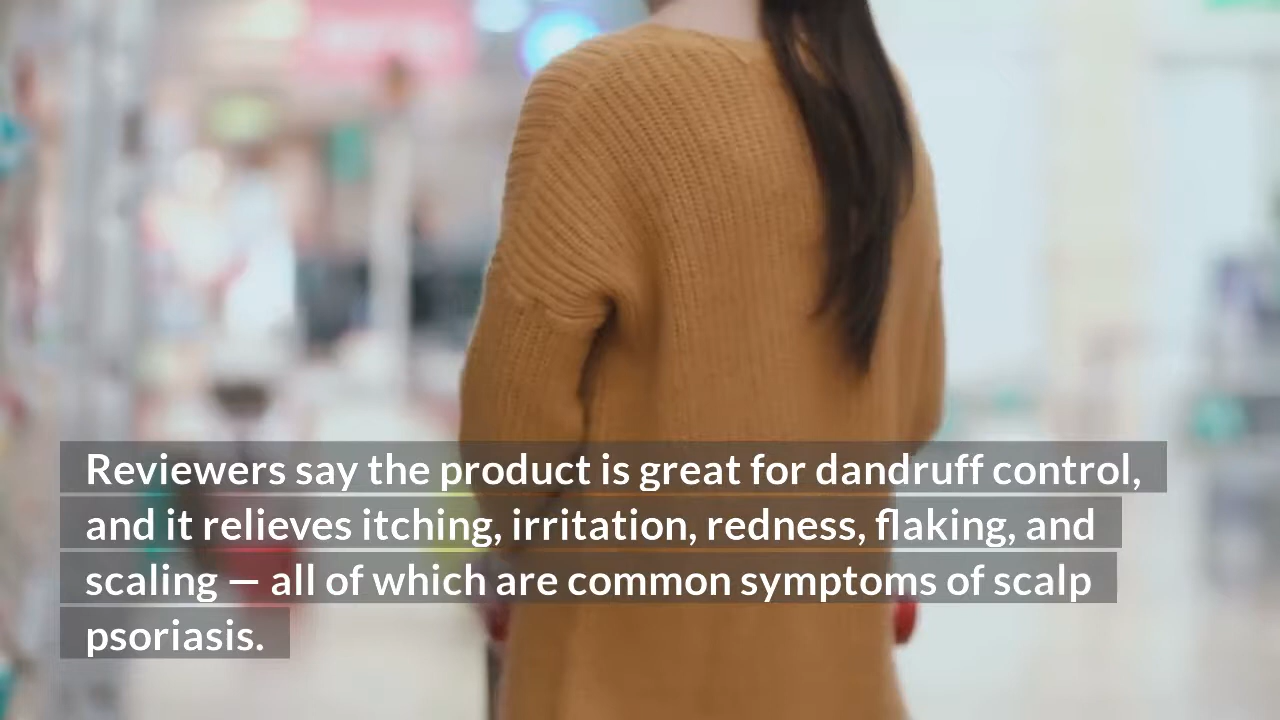 Reviewers say the product is great for dandruff control,
and it relieves itching, irritation, redness, flaking, and
scaling — all of which are common symptoms of scalp
psoriasis.